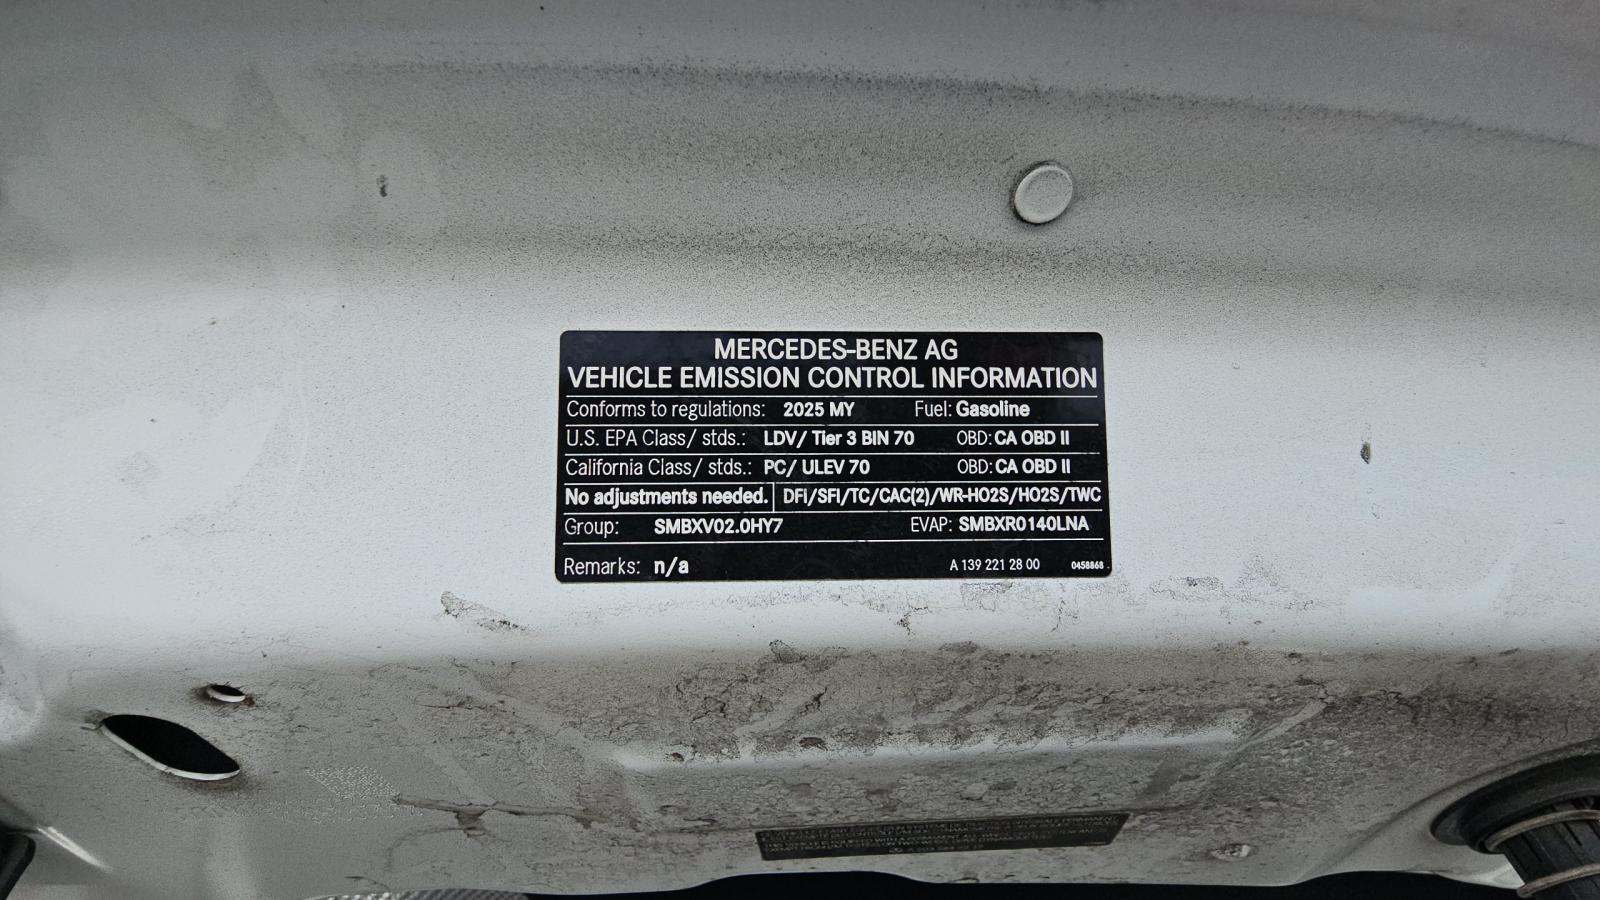 MERCEDES-BENZ AG
VEHICLE EMISSION CONTROL INFORMATION
Conforms to regulations: 2025 MY Fuel: Gasoline
U.S. EPA Class/ stds.: LDV/ Tier 3 BIN 70 OBD: CA OBD II
California Class/ stds.: PC/ ULEV 70 OBD: CA OBD II
No adjustments needed. DFI/SFI/TC/CAC(2)/WR-HO2S/HO2S/TWC
Group: SMBXV02.0HY7 EVAP: SMBXR0140LNA
Remarks: n/a A 139 221 28 00 0458868